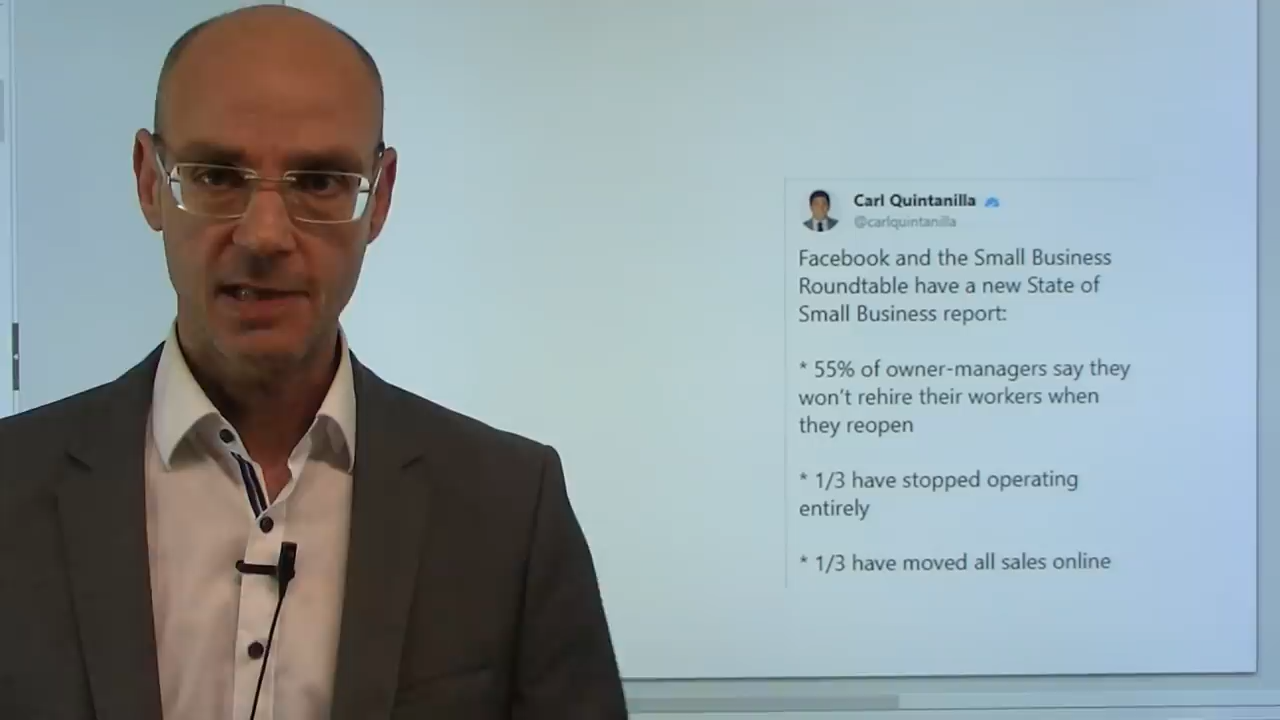 Carl Quintanilla
@carlquintanilla
Facebook and the Small Business
Roundtable have a new State of
Small Business report:
* 55% of owner-managers say they
won't rehire their workers when
they reopen
* 1/3 have stopped operating
entirely
* 1/3 have moved all sales online